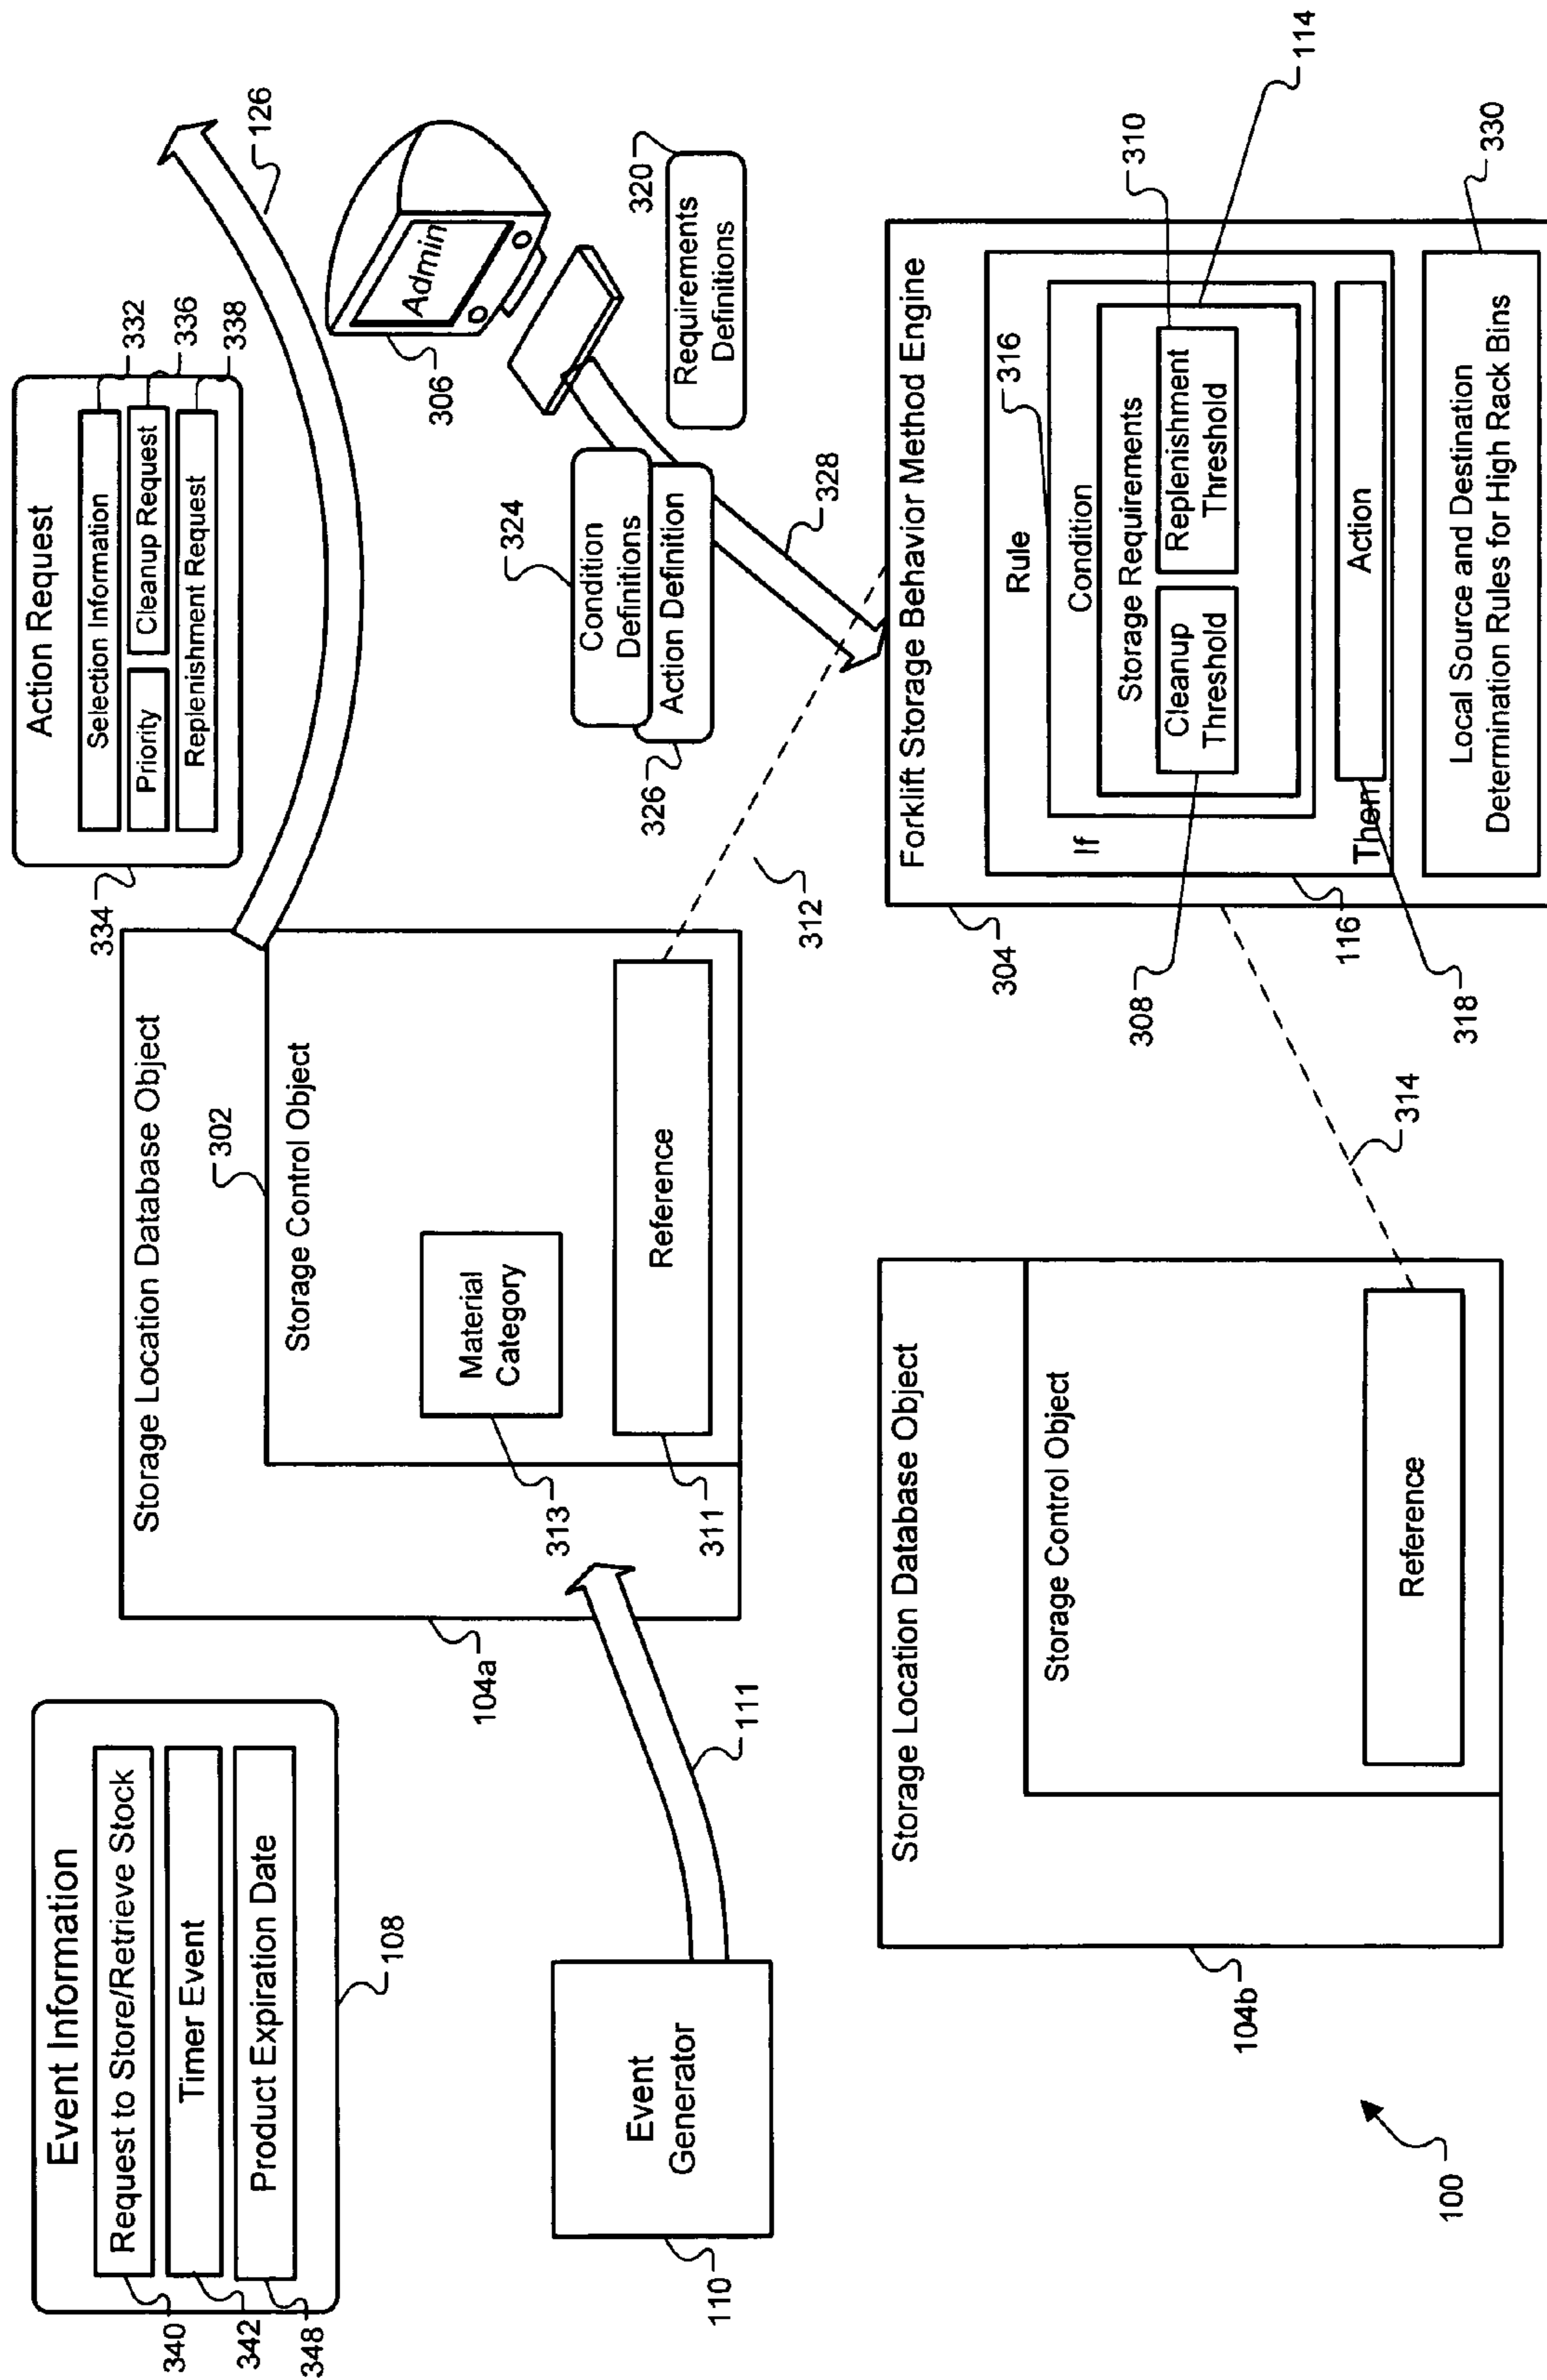 Event Information
Request to Store/Retrieve Stock
Timer Event
Product Expiration Date
340
342
348
108
Event
Generator
110
111
Storage Location Database Object
302
Storage Control Object
Material
Category
Reference
313
311
104a
Action Request
Selection Information
Priority
Cleanup Request
Replenishment Request
332
336
338
334
126
Admin
306
320
Requirements
Definitions
324
Condition
Definitions
Action Definition
326
328
312
Storage Location Database Object
Storage Control Object
Reference
104b
314
100
Forklift Storage Behavior Method Engine
Rule
316
If
Condition
Storage Requirements
Cleanup
Threshold
Replenishment
Threshold
310
114
Then
Action
330
Local Source and Destination
Determination Rules for High Rack Bins
304
308
116
318